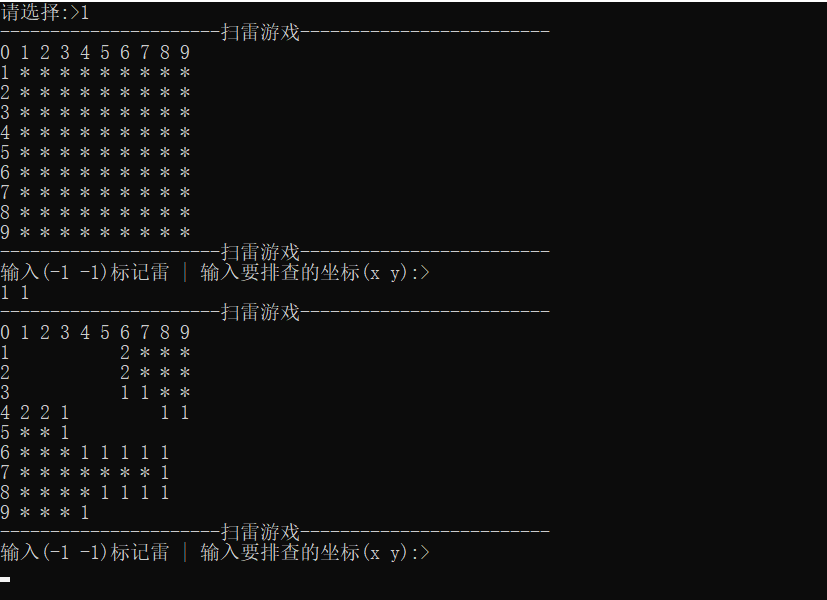 请选择:>1
----------------------扫雷游戏-------------------------
0 1 2 3 4 5 6 7 8 9
1 * * * * * * * * *
2 * * * * * * * * *
3 * * * * * * * * *
4 * * * * * * * * *
5 * * * * * * * * *
6 * * * * * * * * *
7 * * * * * * * * *
8 * * * * * * * * *
9 * * * * * * * * *
----------------------扫雷游戏-------------------------
输入(-1 -1)标记雷 | 输入要排查的坐标(x y):>
1 1
----------------------扫雷游戏-------------------------
0 1 2 3 4 5 6 7 8 9
1           2 * * *
2           2 * * *
3           1 1 * *
4 2 2 1         1 1
5 * * 1
6 * * * 1 1 1 1 1
7 * * * * * * * 1
8 * * * * 1 1 1 1
9 * * * 1
----------------------扫雷游戏-------------------------
输入(-1 -1)标记雷 | 输入要排查的坐标(x y):>